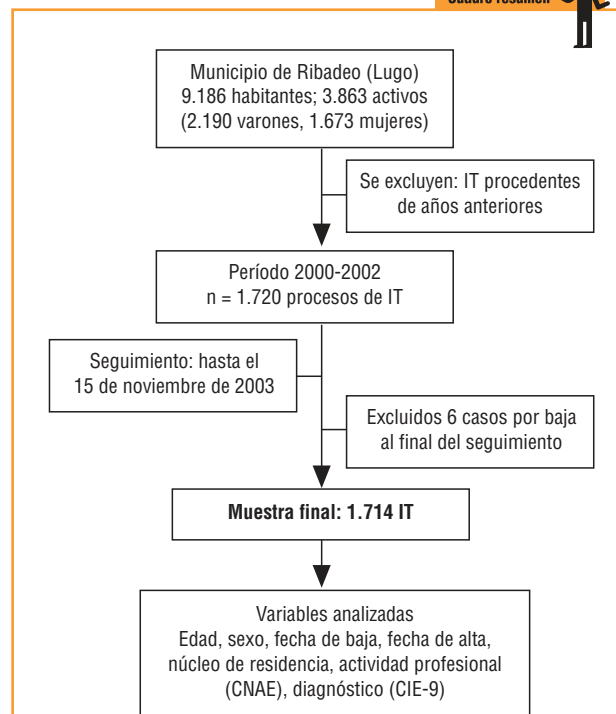 Cuadro resumen
Municipio de Ribadeo (Lugo)
9.186 habitantes; 3.863 activos
(2.190 varones, 1.673 mujeres)
Se excluyen: IT procedentes
de años anteriores
Período 2000-2002
n = 1.720 procesos de IT
Seguimiento: hasta el
15 de noviembre de 2003
Excluidos 6 casos por baja
al final del seguimiento
Muestra final: 1.714 IT
Variables analizadas
Edad, sexo, fecha de baja, fecha de alta,
núcleo de residencia, actividad profesional
(CNAE), diagnóstico (CIE-9)